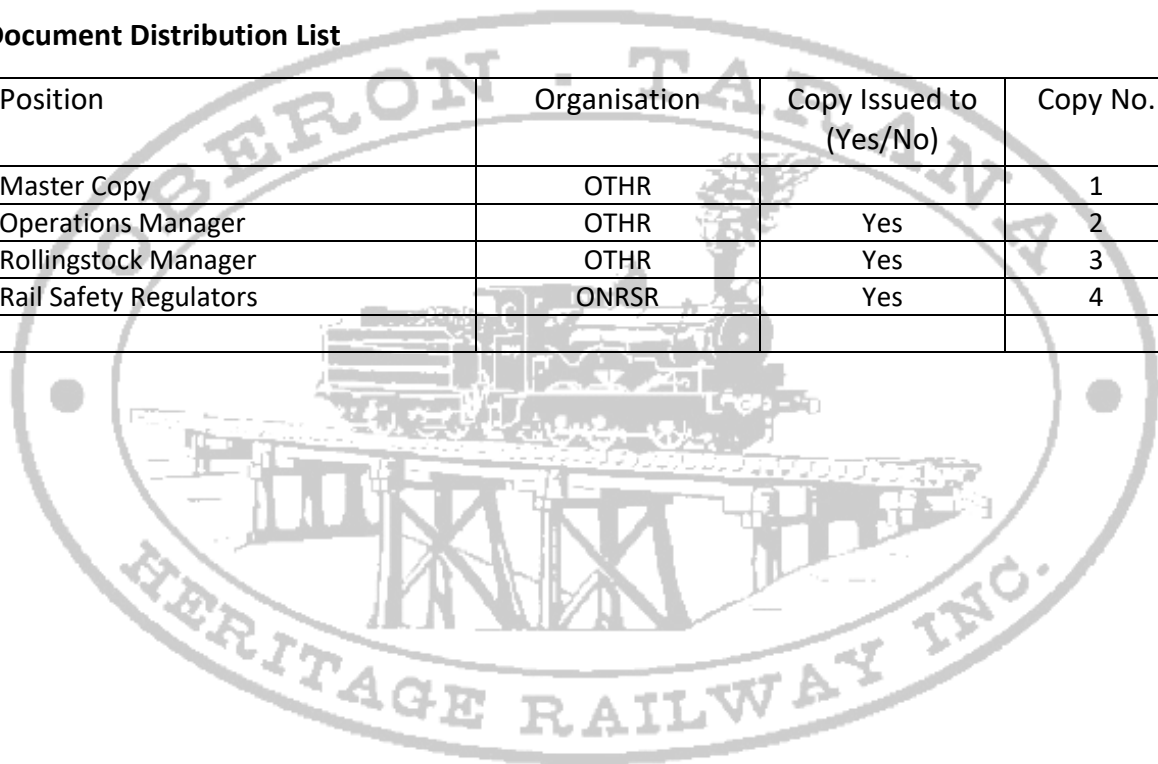 Document Distribution List
Position Organisation Copy Issued to (Yes/No) Copy No.
Master Copy OTHR 1
Operations Manager OTHR Yes 2
Rollingstock Manager OTHR Yes 3
Rail Safety Regulators ONRSR Yes 4
OBERON - TARANA
HERITAGE RAILWAY INC.